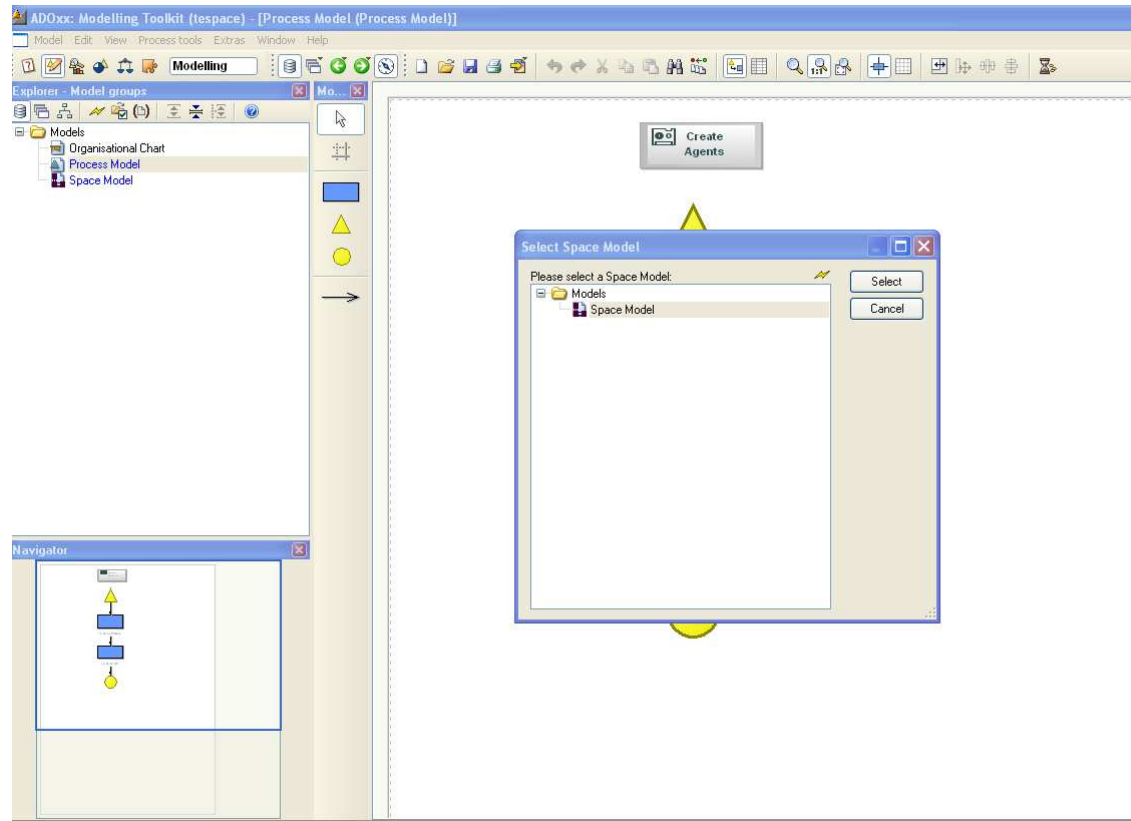 ADOxx: Modelling Toolkit (tespace) - [Process Model (Process Model)]
Model Edit View Process tools Extras Window Help
Modelling
Explorer - Model groups
Mo...
Models
Organisational Chart
Process Model
Space Model
Create
Agents
Select Space Model
Please select a Space Model:
Models
Space Model
Select
Cancel
Navigator